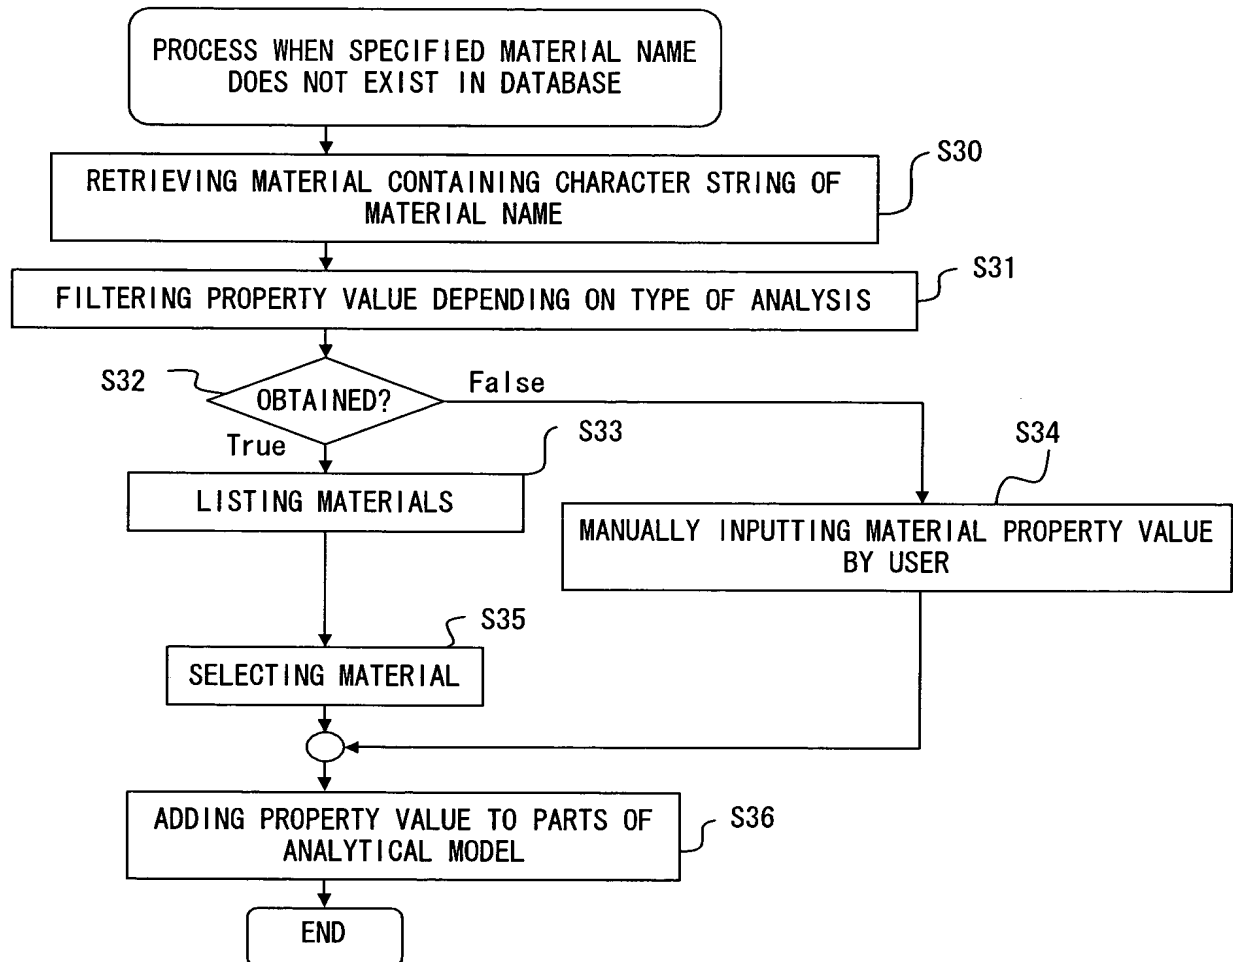 PROCESS WHEN SPECIFIED MATERIAL NAME
DOES NOT EXIST IN DATABASE
S30
RETRIEVING MATERIAL CONTAINING CHARACTER STRING OF
MATERIAL NAME
S31
FILTERING PROPERTY VALUE DEPENDING ON TYPE OF ANALYSIS
S32
OBTAINED?
False
True
S33
LISTING MATERIALS
S34
MANUALLY INPUTTING MATERIAL PROPERTY VALUE
BY USER
S35
SELECTING MATERIAL
ADDING PROPERTY VALUE TO PARTS OF
ANALYTICAL MODEL
S36
END